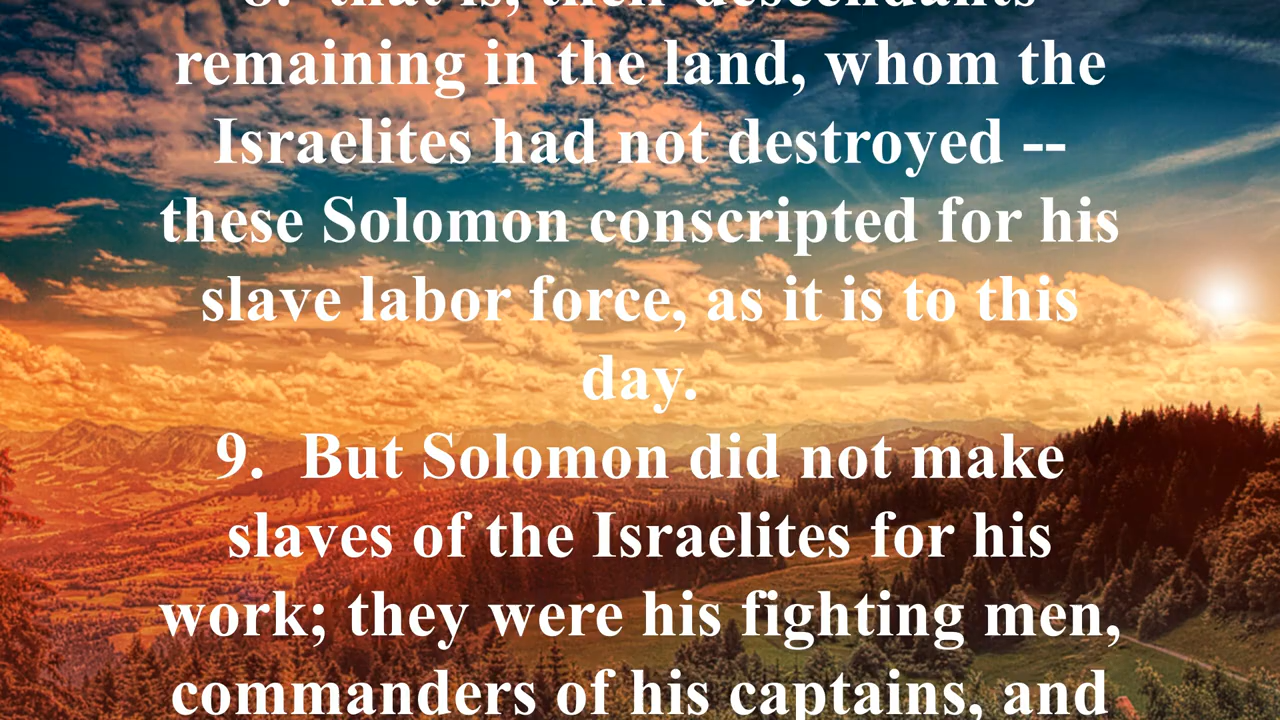 8.  that is, their descendants
remaining in the land, whom the
Israelites had not destroyed --
these Solomon conscripted for his
slave labor force, as it is to this
day.
9.  But Solomon did not make
slaves of the Israelites for his
work; they were his fighting men,
commanders of his captains, and